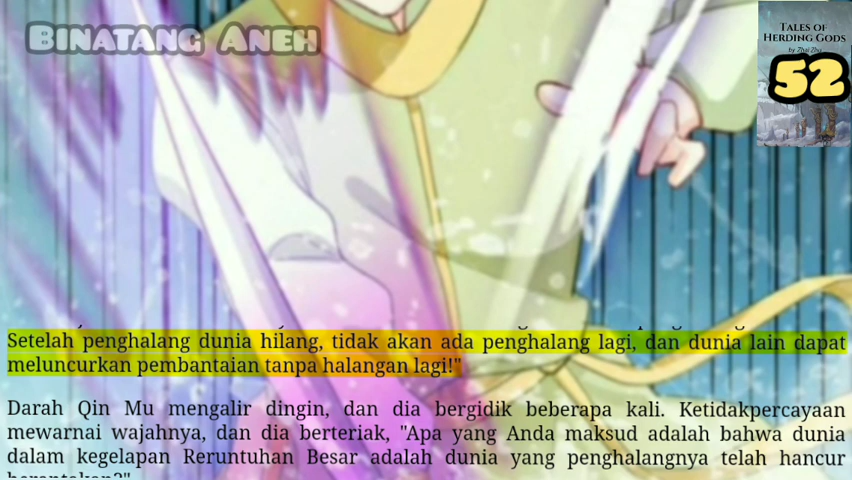 Binatang Aneh
TALES OF
HERDING GODS
by Zhai Zhu
52
Setelah penghalang dunia hilang, tidak akan ada penghalang lagi, dan dunia lain dapat
meluncurkan pembantaian tanpa halangan lagi!"
Darah Qin Mu mengalir dingin, dan dia bergidik beberapa kali. Ketidakpercayaan
mewarnai wajahnya, dan dia berteriak, "Apa yang Anda maksud adalah bahwa dunia
dalam kegelapan Reruntuhan Besar adalah dunia yang penghalangnya telah hancur